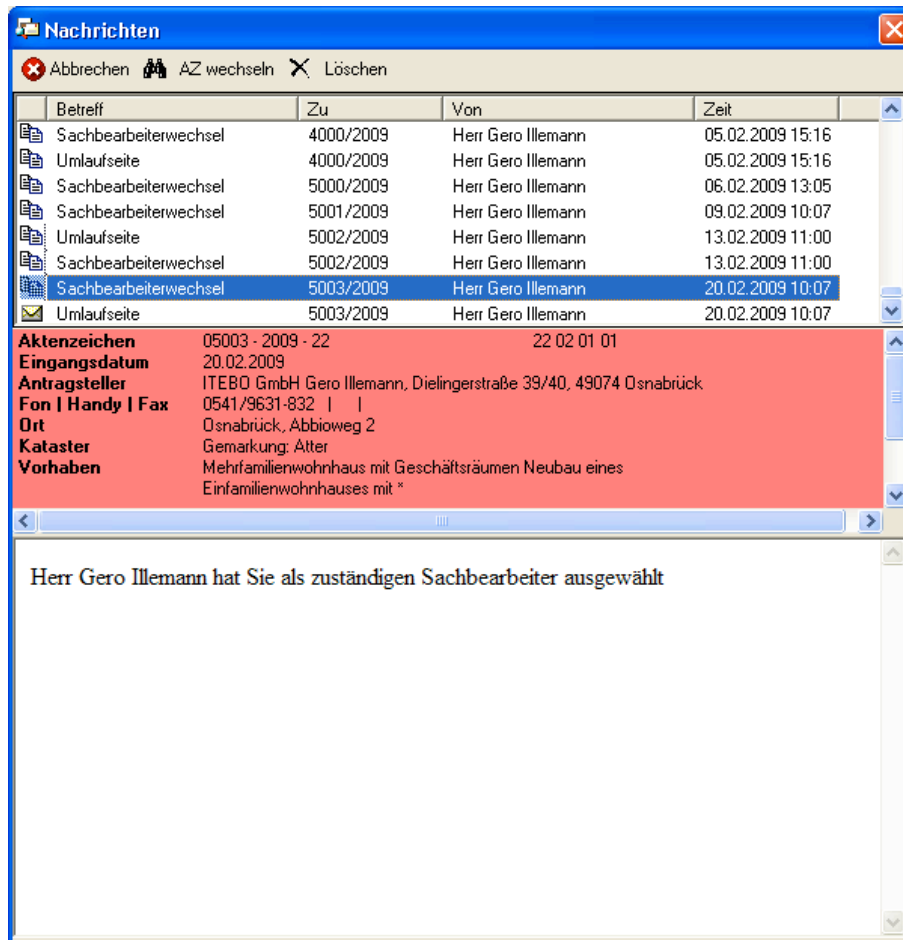 Nachrichten
Abbrechen AZ wechseln Löschen
Betreff Zu Von Zeit
Sachbearbeiterwechsel 4000/2009 Herr Gero Illemann 05.02.2009 15:16
Umlaufseite 4000/2009 Herr Gero Illemann 05.02.2009 15:16
Sachbearbeiterwechsel 5000/2009 Herr Gero Illemann 06.02.2009 13:05
Sachbearbeiterwechsel 5001/2009 Herr Gero Illemann 09.02.2009 10:07
Umlaufseite 5002/2009 Herr Gero Illemann 13.02.2009 11:00
Sachbearbeiterwechsel 5002/2009 Herr Gero Illemann 13.02.2009 11:00
Sachbearbeiterwechsel 5003/2009 Herr Gero Illemann 20.02.2009 10:07
Umlaufseite 5003/2009 Herr Gero Illemann 20.02.2009 10:07
Aktenzeichen 05003 - 2009 - 22 22 02 01 01
Eingangsdatum 20.02.2009
Antragsteller ITEBO GmbH Gero Illemann, Dielingerstraße 39/40, 49074 Osnabrück
Fon | Handy | Fax 0541/9631-832 | |
Ort Osnabrück, Abbioweg 2
Kataster Gemarkung: Atter
Vorhaben Mehrfamilienwohnhaus mit Geschäftsräumen Neubau eines
Einfamilienwohnhauses mit *
Herr Gero Illemann hat Sie als zuständigen Sachbearbeiter ausgewählt